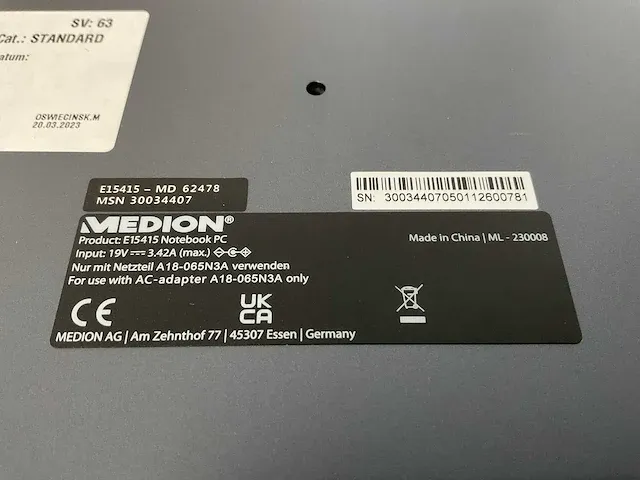 SV: 63
Cat.: STANDARD
atum:
OSWIECINSK.M
20.03.2023
E15415 – MD 62478
MSN 30034407
SN: 30034407050112600781
MEDION®
Product: E15415 Notebook PC
Made in China | ML - 230008
Input: 19V 3.42A (max.)
Nur mit Netzteil A18-065N3A verwenden
For use with AC-adapter A18-065N3A only
CE
UK
CA
MEDION AG | Am Zehnthof 77 | 45307 Essen | Germany